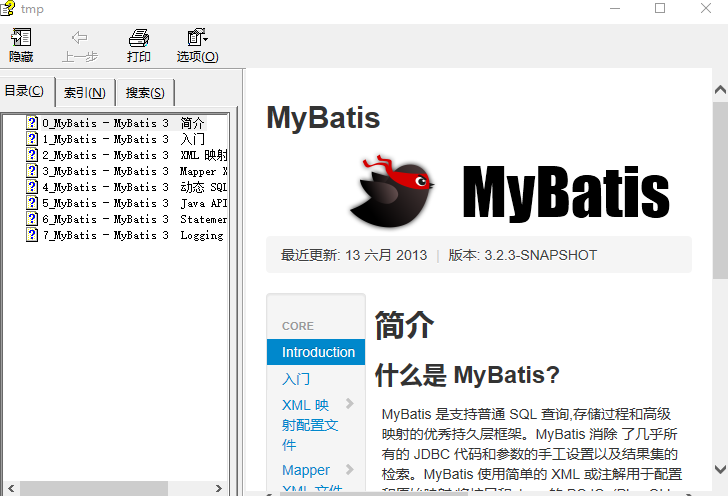 tmp
隐藏
上一步
打印
选项(O)
目录(C)
索引(N)
搜索(S)
0_MyBatis - MyBatis 3 简介
1_MyBatis - MyBatis 3 入门
2_MyBatis - MyBatis 3 XML 映射
3_MyBatis - MyBatis 3 Mapper X
4_MyBatis - MyBatis 3 动态 SQL
5_MyBatis - MyBatis 3 Java API
6_MyBatis - MyBatis 3 Statemen
7_MyBatis - MyBatis 3 Logging
MyBatis
MyBatis
最近更新: 13 六月 2013 | 版本: 3.2.3-SNAPSHOT
CORE
Introduction
入门
XML 映
射配置文
件
Mapper
XML 文件
简介
什么是 MyBatis?
MyBatis 是支持普通 SQL 查询,存储过程和高级
映射的优秀持久层框架。MyBatis 消除 了几乎所
有的 JDBC 代码和参数的手工设置以及结果集的
检索。MyBatis 使用简单的 XML 或注解用于配置